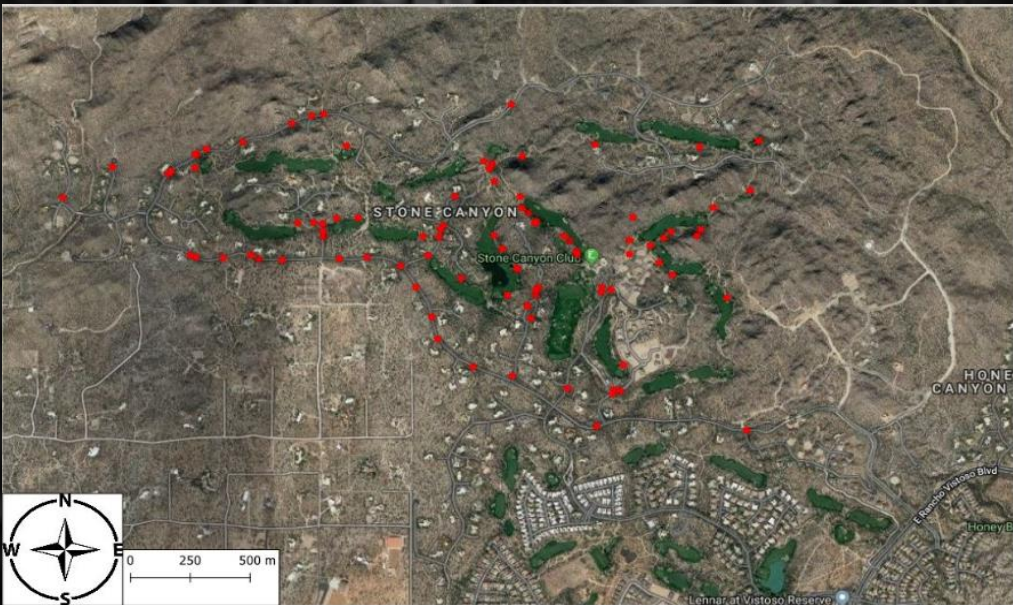 STONE CANYON
Stone Canyon Club
HONE
CANYON
E Rancho Vistoso Blvd
Honey B
Lennar at Vistoso Reserve
N
W
E
S
0 250 500 m